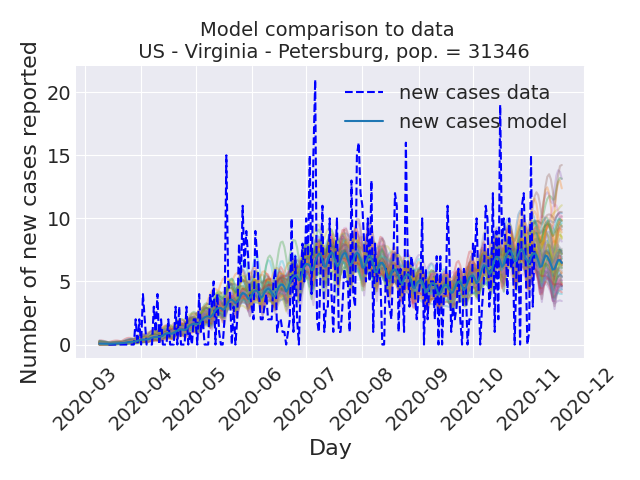 Model comparison to data
US - Virginia - Petersburg, pop. = 31346
Number of new cases reported
20
15
10
5
0
new cases data
new cases model
2020-03
2020-04
2020-05
2020-06
2020-07
2020-08
2020-09
2020-10
2020-11
2020-12
Day